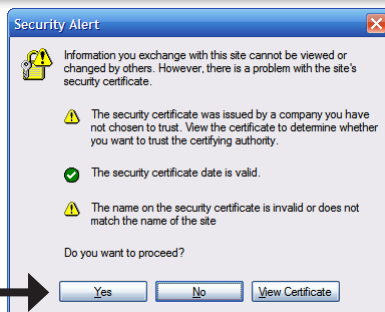 Security Alert
Information you exchange with this site cannot be viewed or
changed by others. However, there is a problem with the site's
security certificate.
The security certificate was issued by a company you have
not chosen to trust. View the certificate to determine whether
you want to trust the certifying authority.
The security certificate date is valid.
The name on the security certificate is invalid or does not
match the name of the site
Do you want to proceed?
Yes No View Certificate